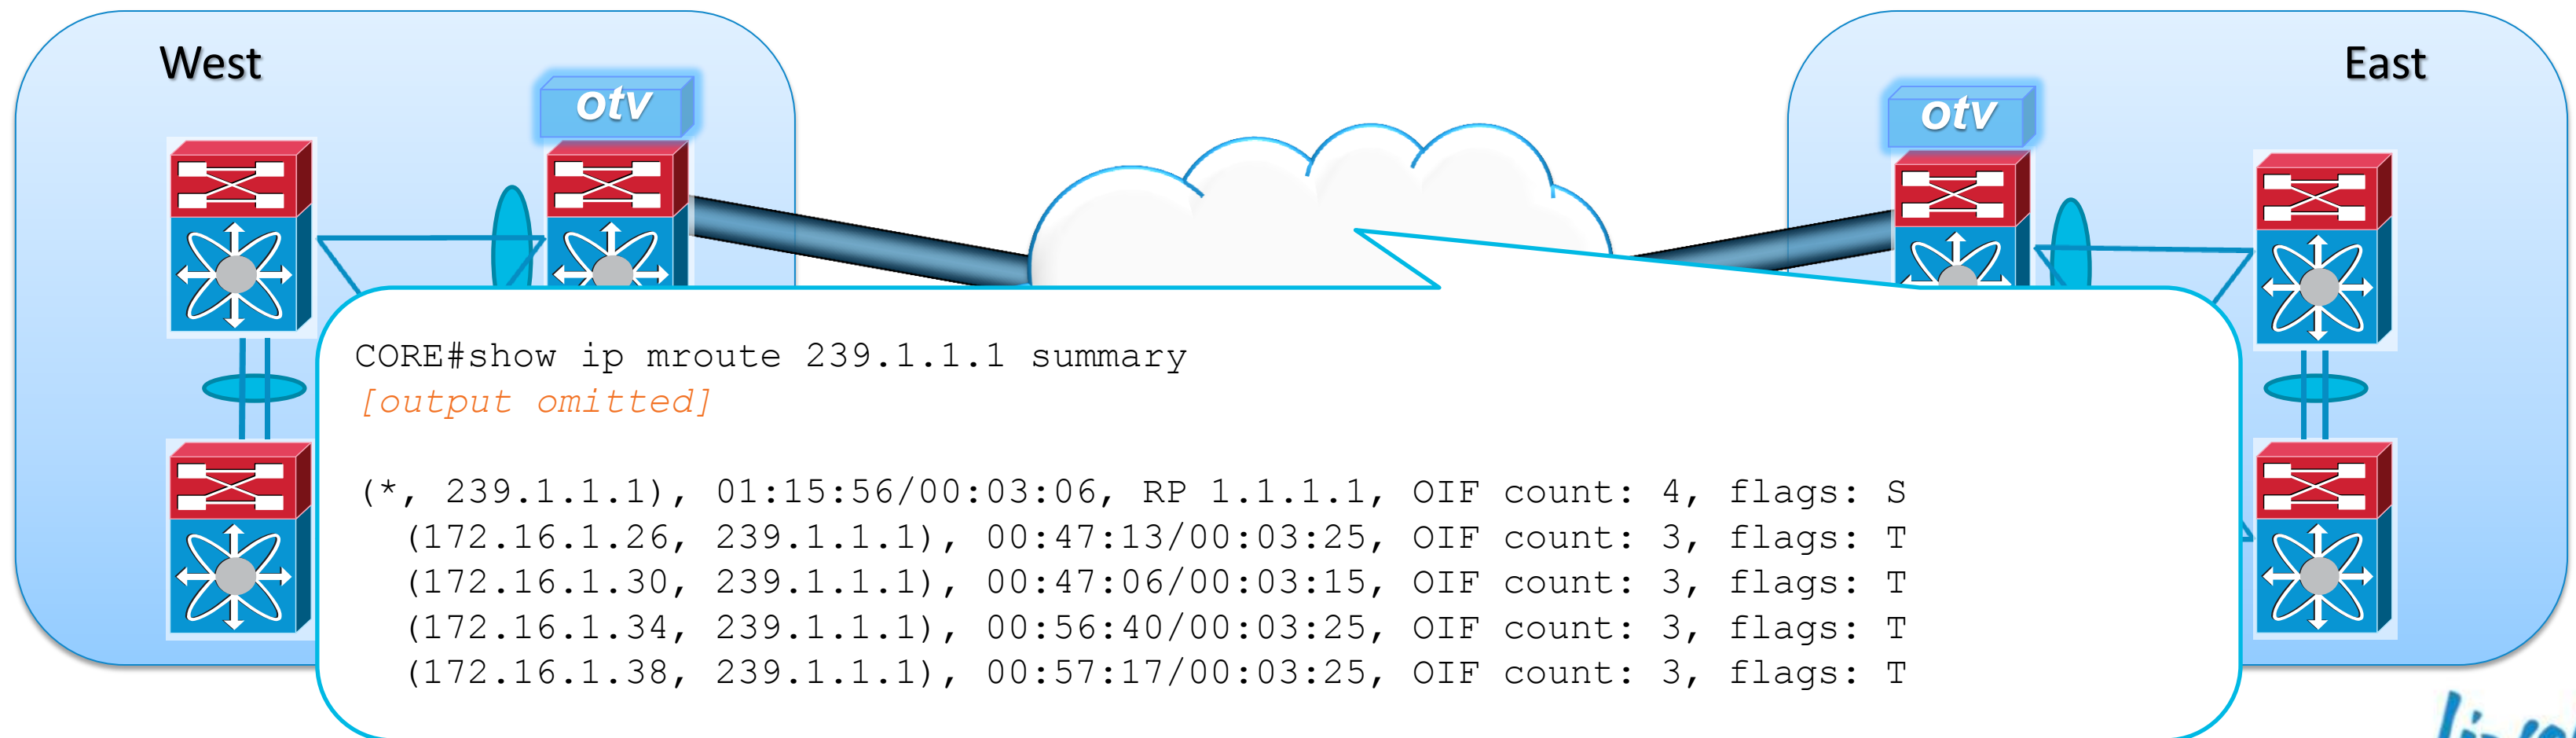 West
East
otv
otv
CORE#show ip mroute 239.1.1.1 summary
[output omitted]
(*, 239.1.1.1), 01:15:56/00:03:06, RP 1.1.1.1, OIF count: 4, flags: S
(172.16.1.26, 239.1.1.1), 00:47:13/00:03:25, OIF count: 3, flags: T
(172.16.1.30, 239.1.1.1), 00:47:06/00:03:15, OIF count: 3, flags: T
(172.16.1.34, 239.1.1.1), 00:56:40/00:03:25, OIF count: 3, flags: T
(172.16.1.38, 239.1.1.1), 00:57:17/00:03:25, OIF count: 3, flags: T